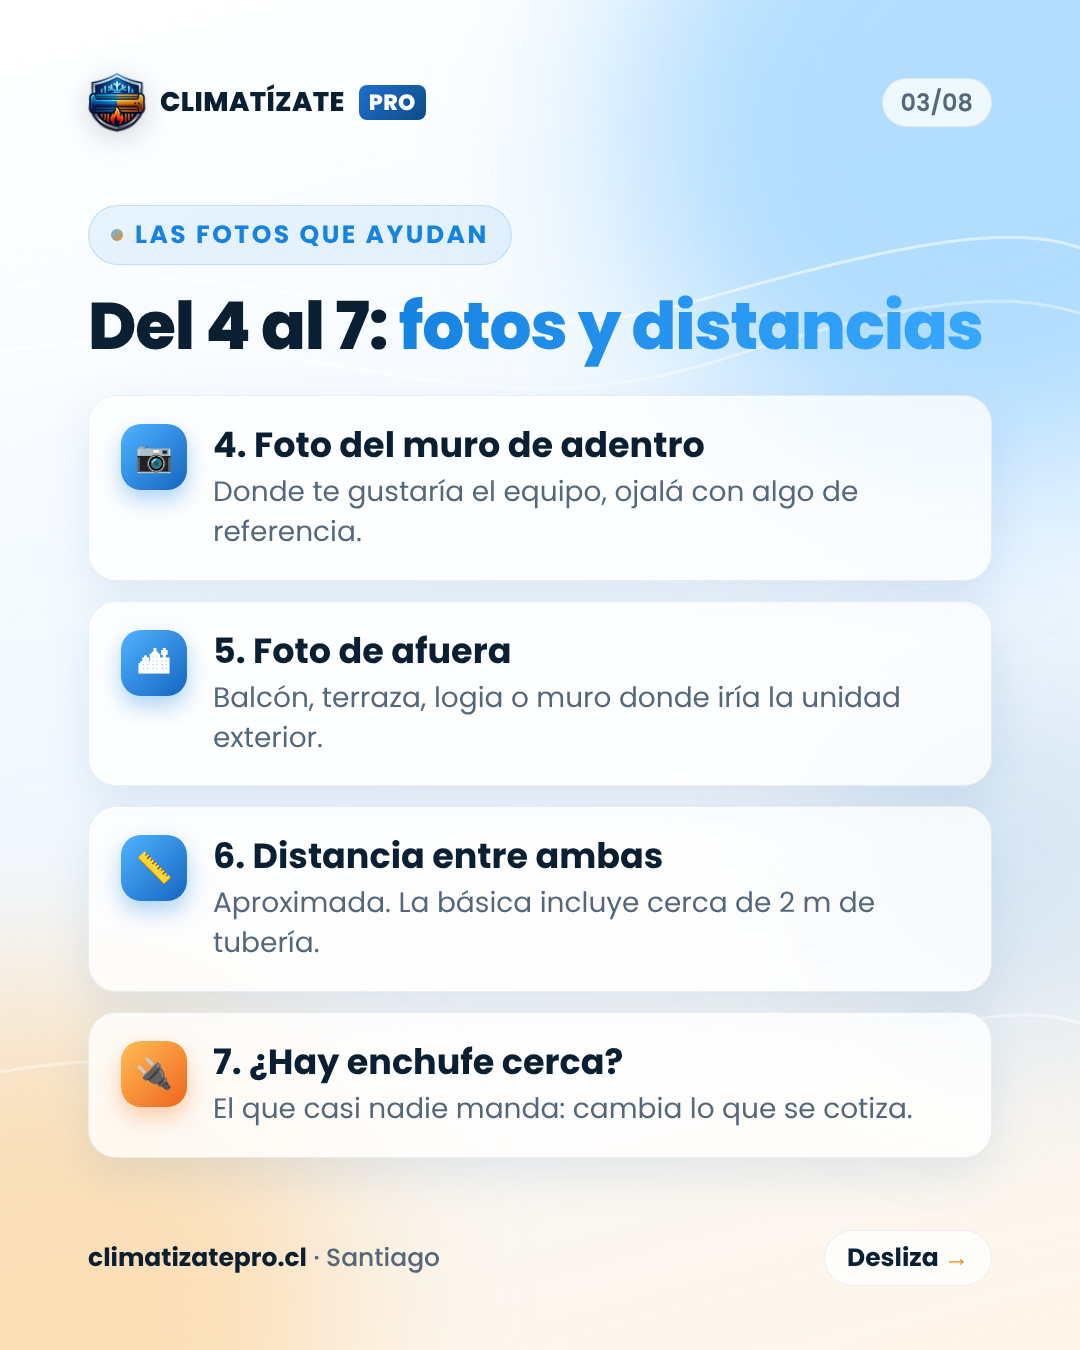 CLIMATÍZATE PRO
03/08
LAS FOTOS QUE AYUDAN
Del 4 al 7: fotos y distancias
4. Foto del muro de adentro
Donde te gustaría el equipo, ojalá con algo de
referencia.
5. Foto de afuera
Balcón, terraza, logia o muro donde iría la unidad
exterior.
6. Distancia entre ambas
Aproximada. La básica incluye cerca de 2 m de
tubería.
7. ¿Hay enchufe cerca?
El que casi nadie manda: cambia lo que se cotiza.
climatizatepro.cl · Santiago
Desliza →